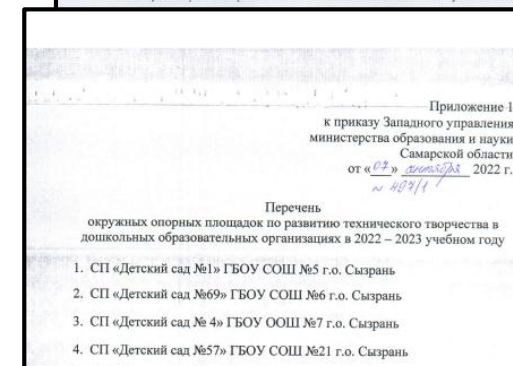 Приложение 1
к приказу Западного управления
министерства образования и науки
Самарской области
от «07» 2022 г.
№ 497/1
Перечень
окружных опорных площадок по развитию технического творчества в
дошкольных образовательных организациях в 2022 – 2023 учебном году
1. СП «Детский сад №1» ГБОУ СОШ №5 г.о. Сызрань
2. СП «Детский сад №69» ГБОУ СОШ №6 г.о. Сызрань
3. СП «Детский сад № 4» ГБОУ ООШ №7 г.о. Сызрань
4. СП «Детский сад №57» ГБОУ СОШ №21 г.о. Сызрань